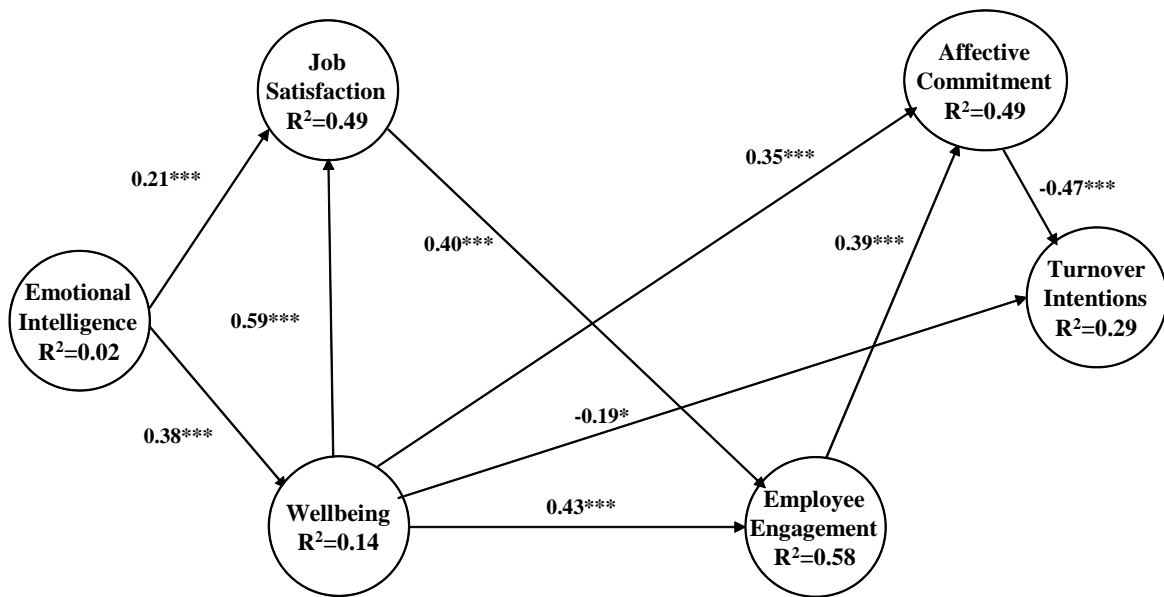 Job
Satisfaction
R²=0.49
Affective
Commitment
R²=0.49
0.21***
0.35***
-0.47***
0.40***
0.39***
Emotional
Intelligence
R²=0.02
Turnover
Intentions
R²=0.29
0.59***
0.38***
-0.19*
Wellbeing
R²=0.14
0.43***
Employee
Engagement
R²=0.58